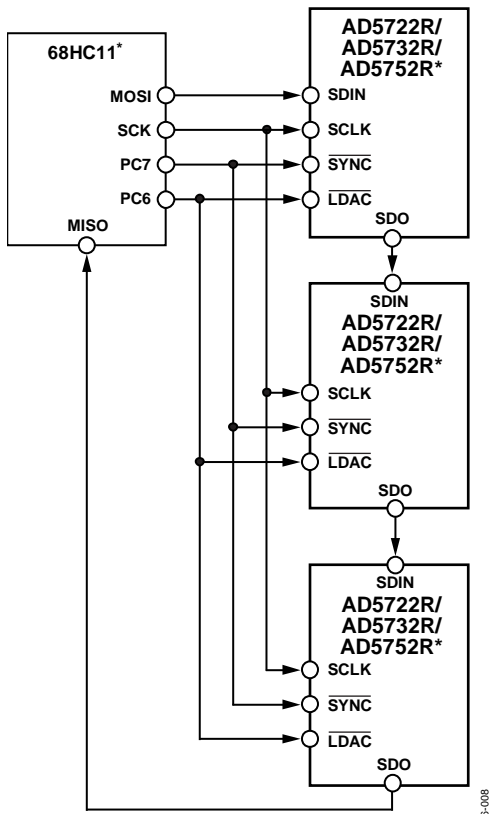 68HC11*
MOSI
SCK
PC7
PC6
MISO
AD5722R/
AD5732R/
AD5752R*
SDIN
SCLK
SYNC
LDAC
SDO
SDIN
AD5722R/
AD5732R/
AD5752R*
SCLK
SYNC
LDAC
SDO
SDIN
AD5722R/
AD5732R/
AD5752R*
SCLK
SYNC
LDAC
SDO